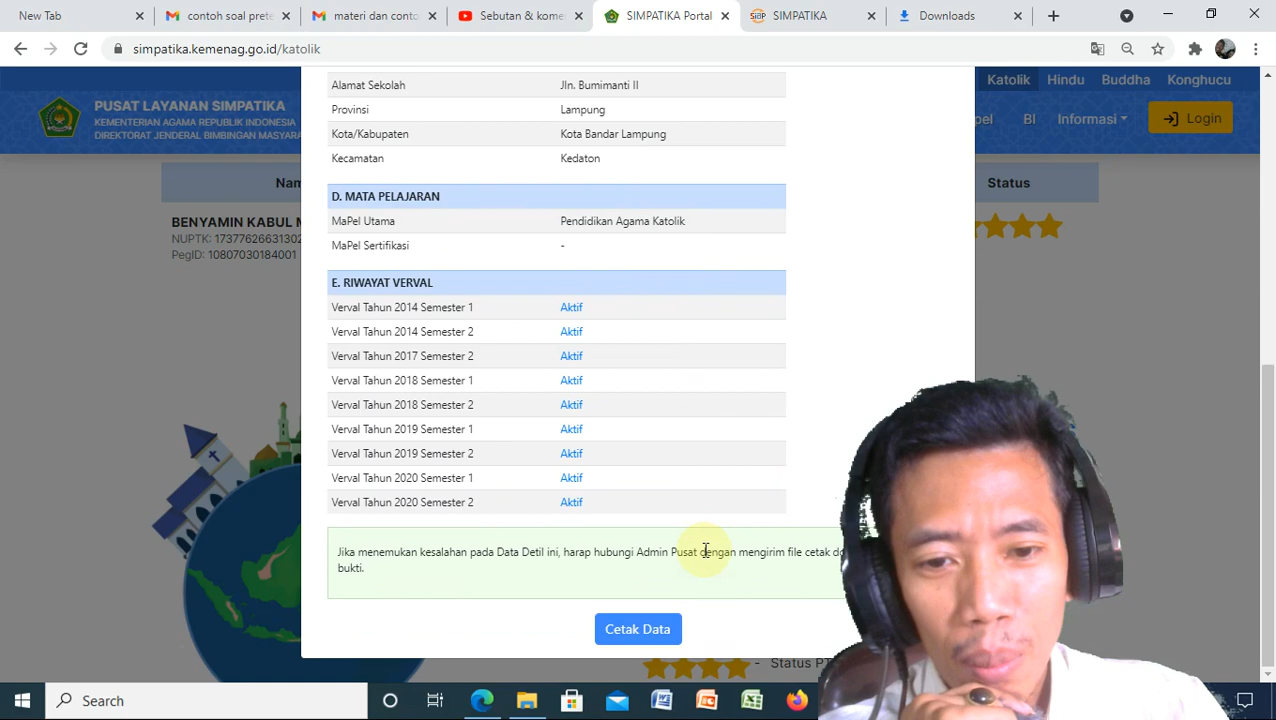 New Tab
contoh soal prete
materi dan conto
Sebutan & kome
SIMPATIKA Portal
SIMPATIKA
Downloads
simpatika.kemenag.go.id/katolik
Katolik Hindu Buddha Konghucu
PUSAT LAYANAN SIMPATIKA
KEMENTERIAN AGAMA REPUBLIK INDONESIA
DIREKTORAT JENDERAL BIMBINGAN MASYARA
pel BI Informasi Login
Nam
Status
BENYAMIN KABUL M
NUPTK: 17377626631302
PegID: 10807030184001
Alamat Sekolah Jln. Bumimanti II
Provinsi Lampung
Kota/Kabupaten Kota Bandar Lampung
Kecamatan Kedaton
D. MATA PELAJARAN
MaPel Utama Pendidikan Agama Katolik
MaPel Sertifikasi -
E. RIWAYAT VERVAL
Verval Tahun 2014 Semester 1 Aktif
Verval Tahun 2014 Semester 2 Aktif
Verval Tahun 2017 Semester 2 Aktif
Verval Tahun 2018 Semester 1 Aktif
Verval Tahun 2018 Semester 2 Aktif
Verval Tahun 2019 Semester 1 Aktif
Verval Tahun 2019 Semester 2 Aktif
Verval Tahun 2020 Semester 1 Aktif
Verval Tahun 2020 Semester 2 Aktif
Jika menemukan kesalahan pada Data Detil ini, harap hubungi Admin Pusat dengan mengirim file cetak
bukti.
Cetak Data
- Status PT
Search